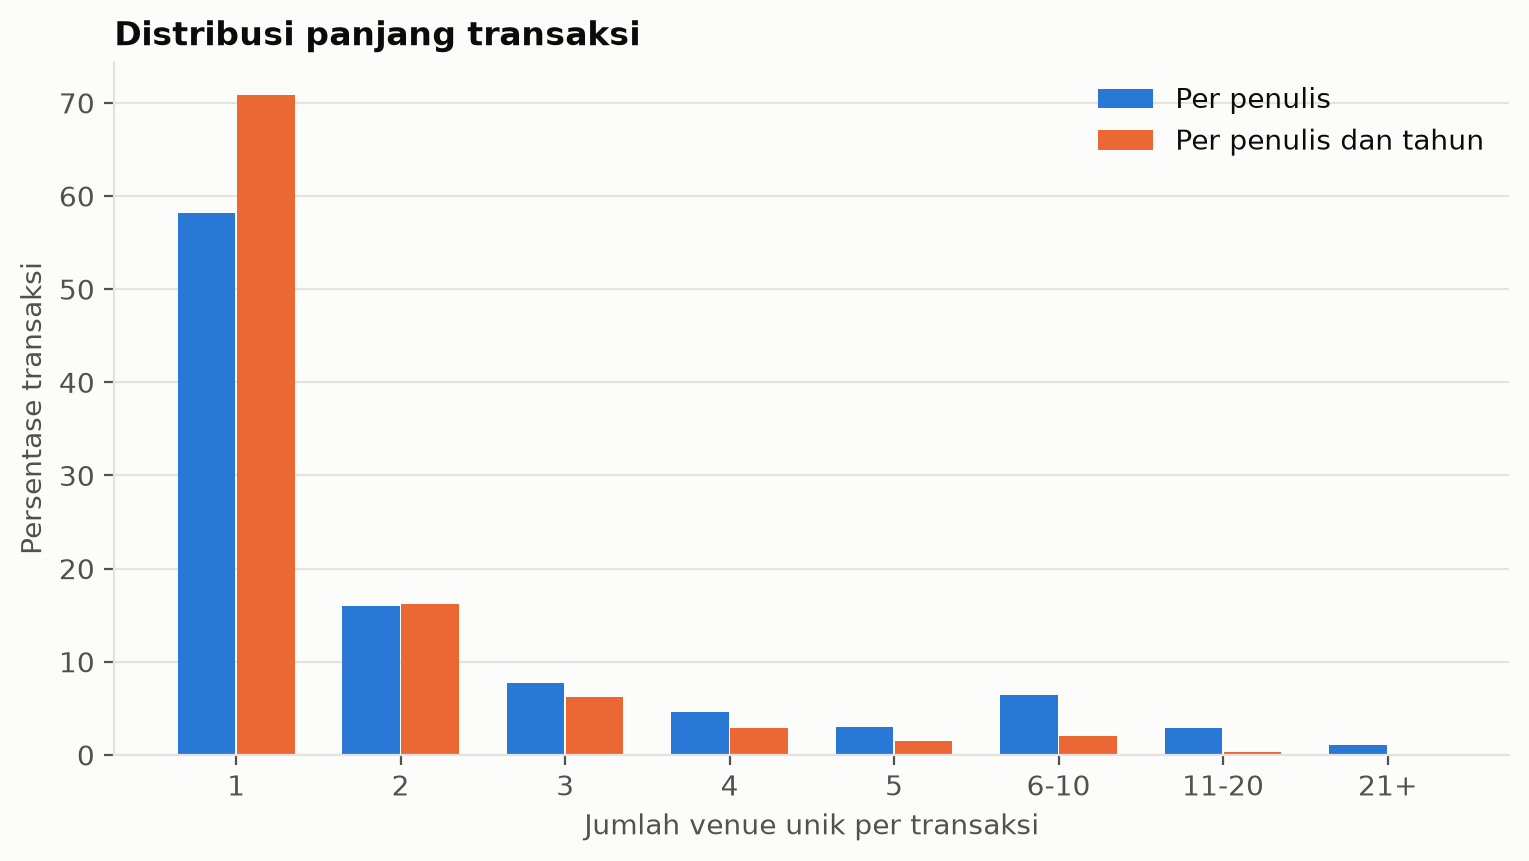 Distribusi panjang transaksi
Per penulis
Per penulis dan tahun
Persentase transaksi
70
60
50
40
30
20
10
0
1 2 3 4 5 6-10 11-20 21+
Jumlah venue unik per transaksi